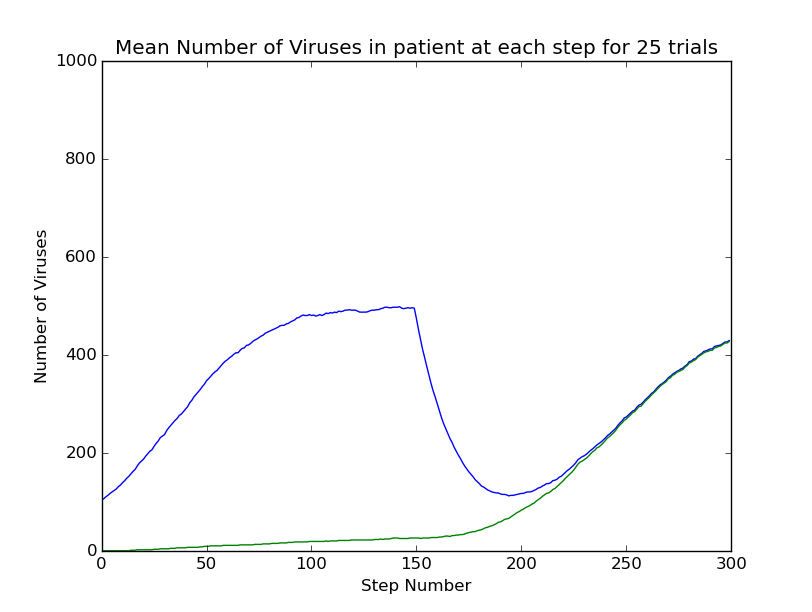 Mean Number of Viruses in patient at each step for 25 trials
1000
800
600
400
200
0
Number of Viruses
0 50 100 150 200 250 300
Step Number